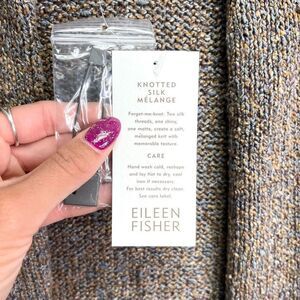 KNOTTED
SILK
MÉLANGE
Forget-me-knot: Two silk
threads, one shiny,
one matte, create a soft,
mélanged knit with
memorable texture.
CARE
Hand wash cold, reshape
and lay flat to dry, cool
iron if necessary.
For best results dry clean.
See care label.
EILEEN
FISHER